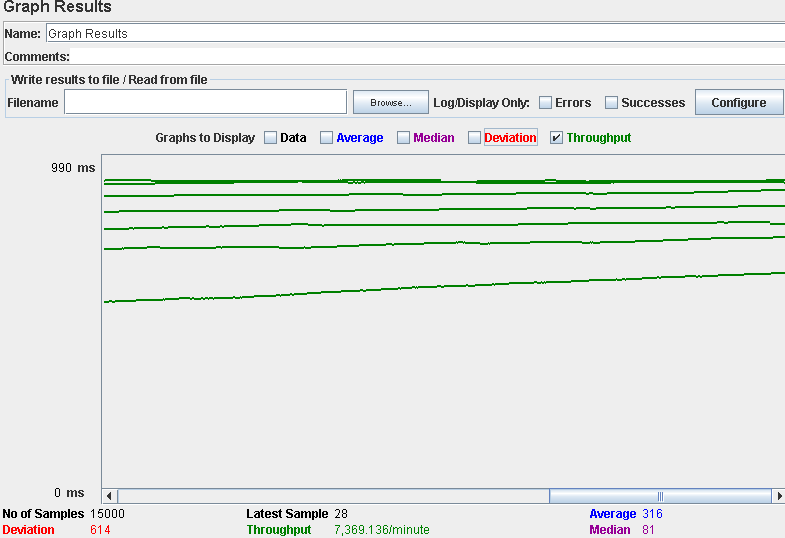 Graph Results
Name: Graph Results
Comments:
Write results to file / Read from file
Filename Browse... Log/Display Only: Errors Successes Configure
Graphs to Display Data Average Median Deviation Throughput
990 ms
0 ms
No of Samples 15000 Latest Sample 28 Average 316
Deviation 614 Throughput 7,369.136/minute Median 81